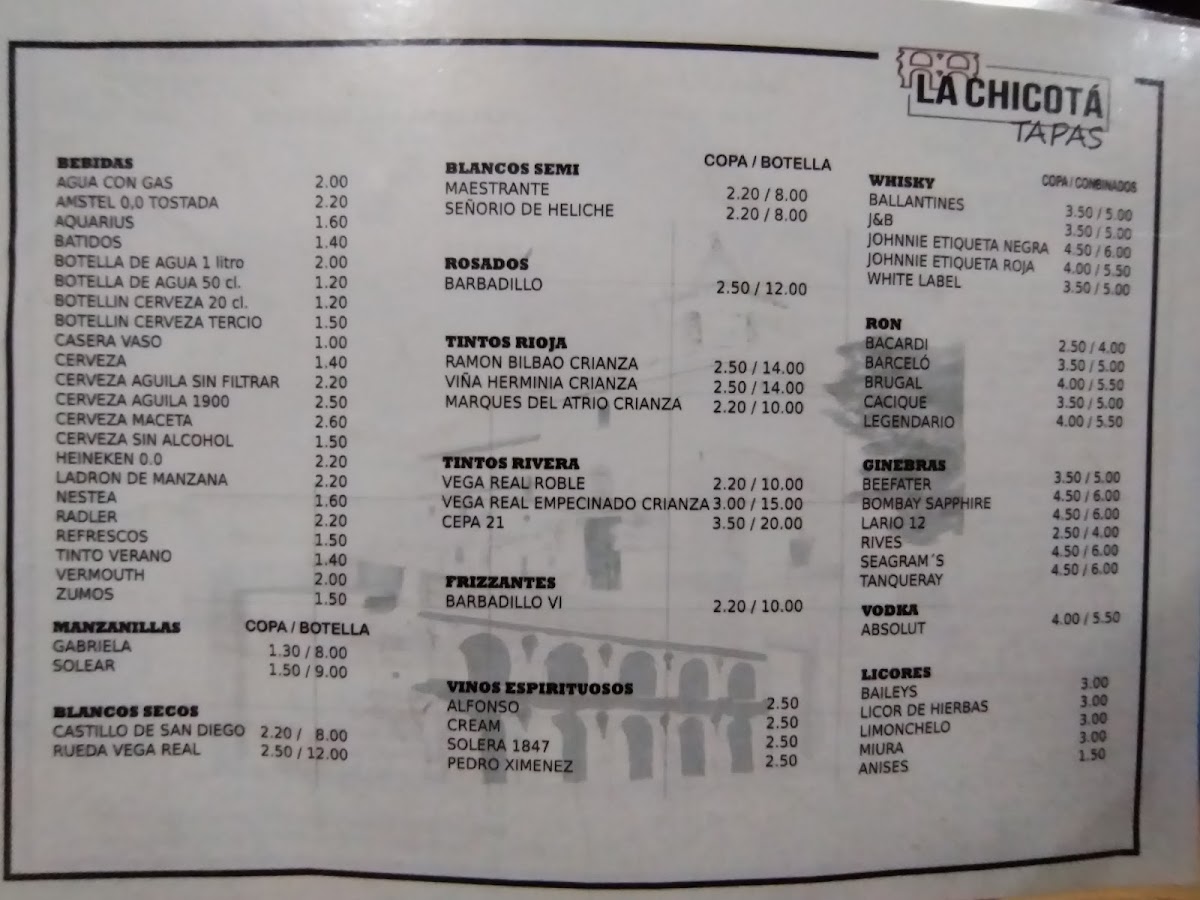 LA CHICOTÁ
TAPAS
BEBIDAS
AGUA CON GAS 2.00
AMSTEL 0,0 TOSTADA 2.20
AQUARIUS 1.60
BATIDOS 1.40
BOTELLA DE AGUA 1 litro 2.00
BOTELLA DE AGUA 50 cl. 1.20
BOTELLIN CERVEZA 20 cl. 1.20
BOTELLIN CERVEZA TERCIO 1.50
CASERA VASO 1.00
CERVEZA 1.40
CERVEZA AGUILA SIN FILTRAR 2.20
CERVEZA AGUILA 1900 2.50
CERVEZA MACETA 2.60
CERVEZA SIN ALCOHOL 1.50
HEINEKEN 0.0 2.20
LADRON DE MANZANA 2.20
NESTEA 1.60
RADLER 2.20
REFRESCOS 1.50
TINTO VERANO 1.40
VERMOUTH 2.00
ZUMOS 1.50
MANZANILLAS COPA / BOTELLA
GABRIELA 1.30 / 8.00
SOLEAR 1.50 / 9.00
BLANCOS SECOS
CASTILLO DE SAN DIEGO 2.20 / 8.00
RUEDA VEGA REAL 2.50 / 12.00
BLANCOS SEMI COPA / BOTELLA
MAESTRANTE 2.20 / 8.00
SEÑORIO DE HELICHE 2.20 / 8.00
ROSADOS
BARBADILLO 2.50 / 12.00
TINTOS RIOJA
RAMON BILBAO CRIANZA 2.50 / 14.00
VIÑA HERMINIA CRIANZA 2.50 / 14.00
MARQUES DEL ATRIO CRIANZA 2.20 / 10.00
TINTOS RIVERA
VEGA REAL ROBLE 2.20 / 10.00
VEGA REAL EMPECINADO CRIANZA 3.00 / 15.00
CEPA 21 3.50 / 20.00
FRIZZANTES
BARBADILLO VI 2.20 / 10.00
VINOS ESPIRITUOSOS
ALFONSO 2.50
CREAM 2.50
SOLERA 1847 2.50
PEDRO XIMENEZ 2.50
WHISKY COPA / COMBINADOS
BALLANTINES 3.50 / 5.00
J&B 3.50 / 5.00
JOHNNIE ETIQUETA NEGRA 4.50 / 6.00
JOHNNIE ETIQUETA ROJA 4.00 / 5.50
WHITE LABEL 3.50 / 5.00
RON
BACARDI 2.50 / 4.00
BARCELÓ 3.50 / 5.00
BRUGAL 4.00 / 5.50
CACIQUE 3.50 / 5.00
LEGENDARIO 4.00 / 5.50
GINEBRAS
BEEFATER 3.50 / 5.00
BOMBAY SAPPHIRE 4.50 / 6.00
LARIO 12 4.50 / 6.00
RIVES 2.50 / 4.00
SEAGRAM´S 4.50 / 6.00
TANQUERAY 4.50 / 6.00
VODKA
ABSOLUT 4.00 / 5.50
LICORES
BAILEYS 3.00
LICOR DE HIERBAS 3.00
LIMONCHELO 3.00
MIURA 3.00
ANISES 1.50